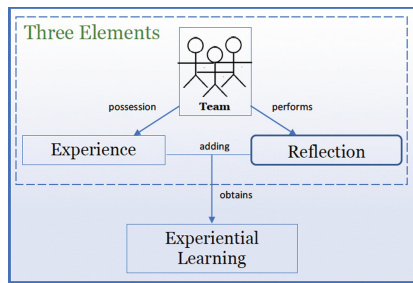 Three Elements
Team
possession
performs
Experience
adding
Reflection
obtains
Experiential
Learning